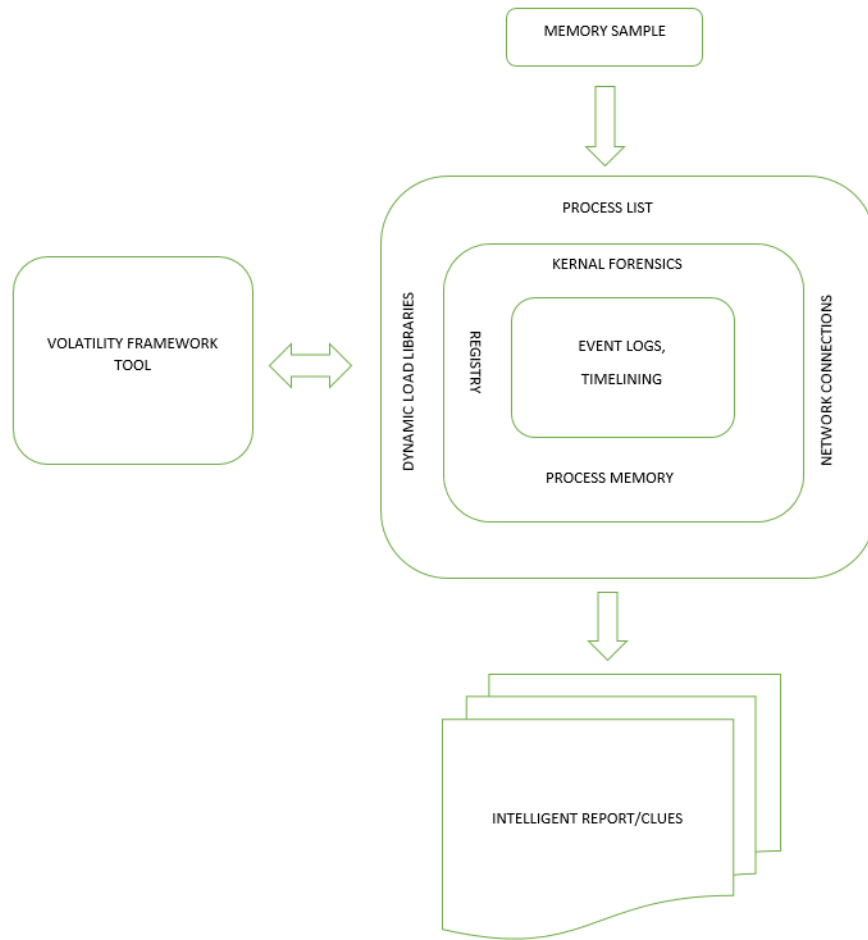 MEMORY SAMPLE
PROCESS LIST
KERNAL FORENSICS
DYNAMIC LOAD LIBRARIES
REGISTRY
EVENT LOGS,
TIMELINING
NETWORK CONNECTIONS
VOLATILITY FRAMEWORK
TOOL
PROCESS MEMORY
INTELLIGENT REPORT/CLUES